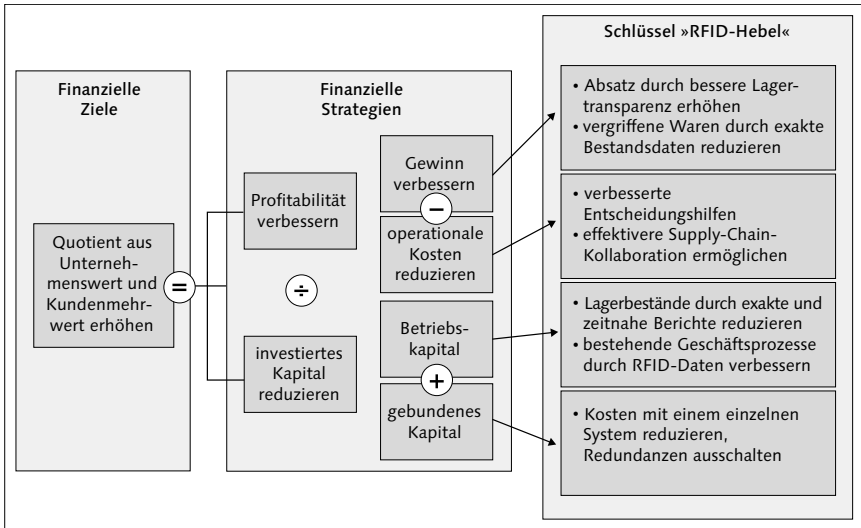 Finanzielle
Ziele
Quotient aus
Unterneh-
menswert und
Kundenmehr-
wert erhöhen
=
Finanzielle
Strategien
Profitabilität
verbessern
÷
investiertes
Kapital
reduzieren
Gewinn
verbessern
−
operationale
Kosten
reduzieren
Betriebs-
kapital
+
gebundenes
Kapital
Schlüssel »RFID-Hebel«
• Absatz durch bessere Lager-
transparenz erhöhen
• vergriffene Waren durch exakte
Bestandsdaten reduzieren
• verbesserte
Entscheidungshilfen
• effektivere Supply-Chain-
Kollaboration ermöglichen
• Lagerbestände durch exakte und
zeitnahe Berichte reduzieren
• bestehende Geschäftsprozesse
durch RFID-Daten verbessern
• Kosten mit einem einzelnen
System reduzieren,
Redundanzen ausschalten